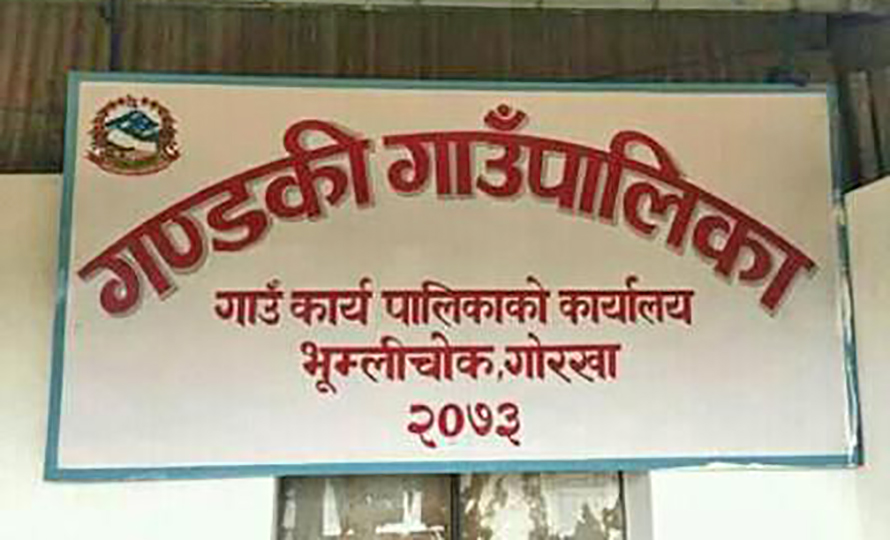 गण्डकी गाउँपालिका
गाउँ कार्य पालिकाको कार्यालय
भूम्लीचोक,गोरखा
२०७३